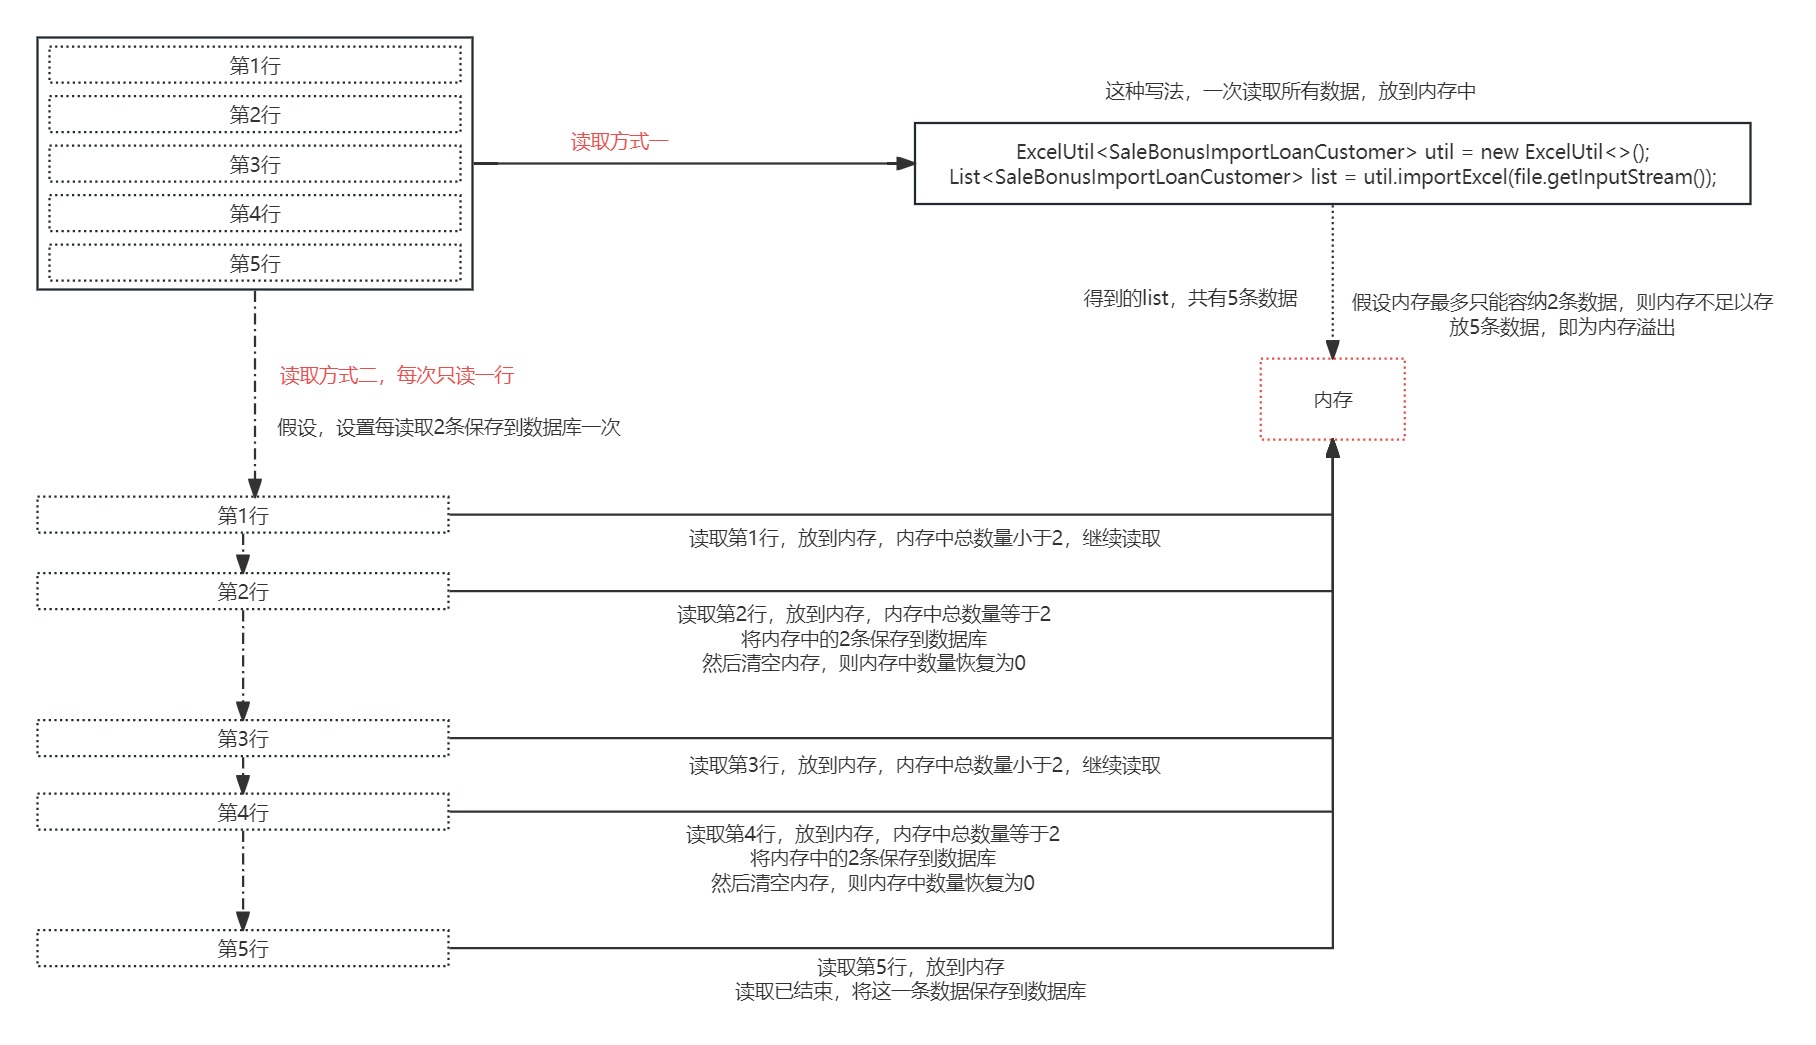 第1行
第2行
第3行
第4行
第5行
读取方式一
这种写法，一次读取所有数据，放到内存中
ExcelUtil<SaleBonusImportLoanCustomer> util = new ExcelUtil<>();
List<SaleBonusImportLoanCustomer> list = util.importExcel(file.getInputStream());
得到的list，共有5条数据
假设内存最多只能容纳2条数据，则内存不足以存
放5条数据，即为内存溢出
内存
读取方式二，每次只读一行
假设，设置每读取2条保存到数据库一次
第1行
读取第1行，放到内存，内存中总数量小于2，继续读取
第2行
读取第2行，放到内存，内存中总数量等于2
将内存中的2条保存到数据库
然后清空内存，则内存中数量恢复为0
第3行
读取第3行，放到内存，内存中总数量小于2，继续读取
第4行
读取第4行，放到内存，内存中总数量等于2
将内存中的2条保存到数据库
然后清空内存，则内存中数量恢复为0
第5行
读取第5行，放到内存
读取已结束，将这一条数据保存到数据库